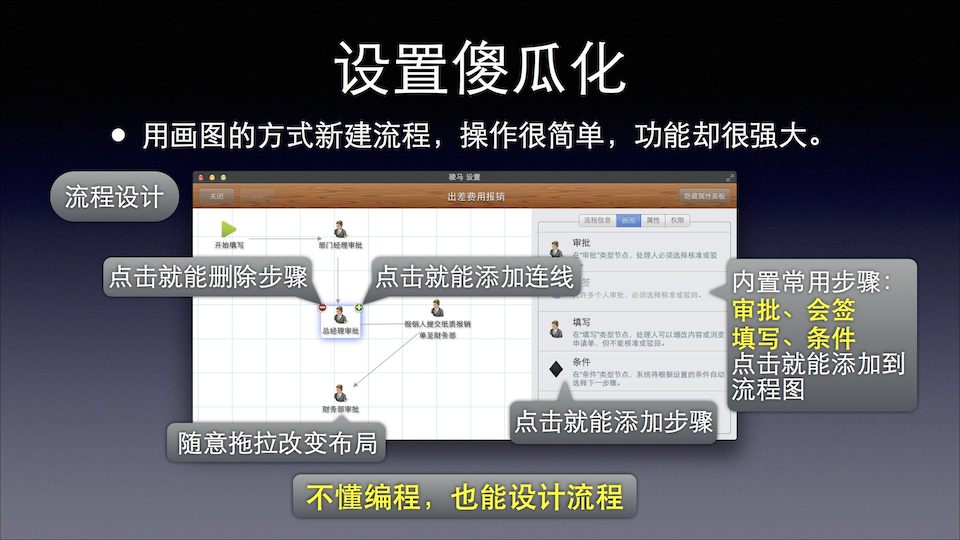 设置傻瓜化
● 用画图的方式新建流程，操作很简单，功能却很强大。
流程设计
骏马 设置
关闭
出差费用报销
隐藏属性面板
开始填写
部门经理审批
流程信息 画图 属性 权限
审批
在“审批”类型节点，处理人必须选择核准或驳
点击就能删除步骤
点击就能添加连线
签
许多个人审批，必须选择核准或驳回。
内置常用步骤：
审批、会签
填写、条件
点击就能添加到
流程图
总经理审批
报销人提交纸质报销
单至财务部
填写
在“填写”类型节点，处理人可以增改内容或浏览
申请单，但不能核准或驳回。
条件
在“条件”类型节点，系统将根据设置的条件自动
选择下一步骤。
财务部审批
点击就能添加步骤
随意拖拉改变布局
不懂编程，也能设计流程